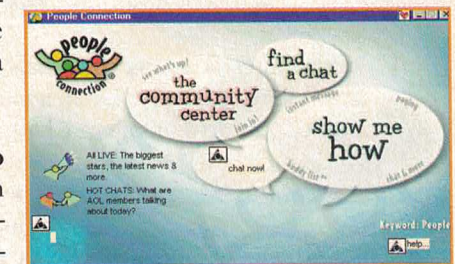 People Connection
people
connection®
see what's up!
the
community
center
join in!
find
a chat
instant message
paging
show me
how
buddy list™
chat & more
chat now!
All LIVE: The biggest
stars, the latest news &
more.
HOT CHATS: What are
AOL members talking
about today?
Keyword: People
help...